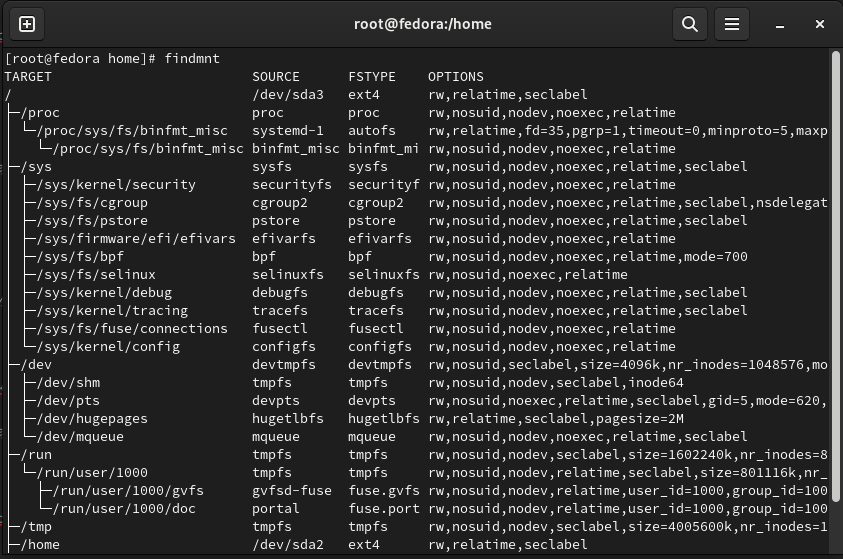 root@fedora:/home
[root@fedora home]# findmnt
TARGET                         SOURCE      FSTYPE    OPTIONS
/                              /dev/sda3   ext4      rw,relatime,seclabel
├─/proc                        proc        proc      rw,nosuid,nodev,noexec,relatime
│ └─/proc/sys/fs/binfmt_misc   systemd-1   autofs    rw,relatime,fd=35,pgrp=1,timeout=0,minproto=5,maxp
│   └─/proc/sys/fs/binfmt_misc binfmt_misc binfmt_mi rw,nosuid,nodev,noexec,relatime
├─/sys                         sysfs       sysfs     rw,nosuid,nodev,noexec,relatime,seclabel
│ ├─/sys/kernel/security       securityfs  securityf rw,nosuid,nodev,noexec,relatime
│ ├─/sys/fs/cgroup             cgroup2     cgroup2   rw,nosuid,nodev,noexec,relatime,seclabel,nsdelegat
│ ├─/sys/fs/pstore             pstore      pstore    rw,nosuid,nodev,noexec,relatime,seclabel
│ ├─/sys/firmware/efi/efivars  efivarfs    efivarfs  rw,nosuid,nodev,noexec,relatime
│ ├─/sys/fs/bpf                bpf         bpf       rw,nosuid,nodev,noexec,relatime,mode=700
│ ├─/sys/fs/selinux            selinuxfs   selinuxfs rw,nosuid,noexec,relatime
│ ├─/sys/kernel/debug          debugfs     debugfs   rw,nosuid,nodev,noexec,relatime,seclabel
│ ├─/sys/kernel/tracing        tracefs     tracefs   rw,nosuid,nodev,noexec,relatime,seclabel
│ ├─/sys/fs/fuse/connections   fusectl     fusectl   rw,nosuid,nodev,noexec,relatime
│ └─/sys/kernel/config         configfs    configfs  rw,nosuid,nodev,noexec,relatime
├─/dev                         devtmpfs    devtmpfs  rw,nosuid,seclabel,size=4096k,nr_inodes=1048576,mo
│ ├─/dev/shm                   tmpfs       tmpfs     rw,nosuid,nodev,seclabel,inode64
│ ├─/dev/pts                   devpts      devpts    rw,nosuid,noexec,relatime,seclabel,gid=5,mode=620,
│ ├─/dev/hugepages             hugetlbfs   hugetlbfs rw,relatime,seclabel,pagesize=2M
│ └─/dev/mqueue                mqueue      mqueue    rw,nosuid,nodev,noexec,relatime,seclabel
├─/run                         tmpfs       tmpfs     rw,nosuid,nodev,seclabel,size=1602240k,nr_inodes=8
│ └─/run/user/1000             tmpfs       tmpfs     rw,nosuid,nodev,relatime,seclabel,size=801116k,nr_
│   ├─/run/user/1000/gvfs      gvfsd-fuse  fuse.gvfs rw,nosuid,nodev,relatime,user_id=1000,group_id=100
│   └─/run/user/1000/doc       portal      fuse.port rw,nosuid,nodev,relatime,user_id=1000,group_id=100
├─/tmp                         tmpfs       tmpfs     rw,nosuid,nodev,seclabel,size=4005600k,nr_inodes=1
├─/home                        /dev/sda2   ext4      rw,relatime,seclabel